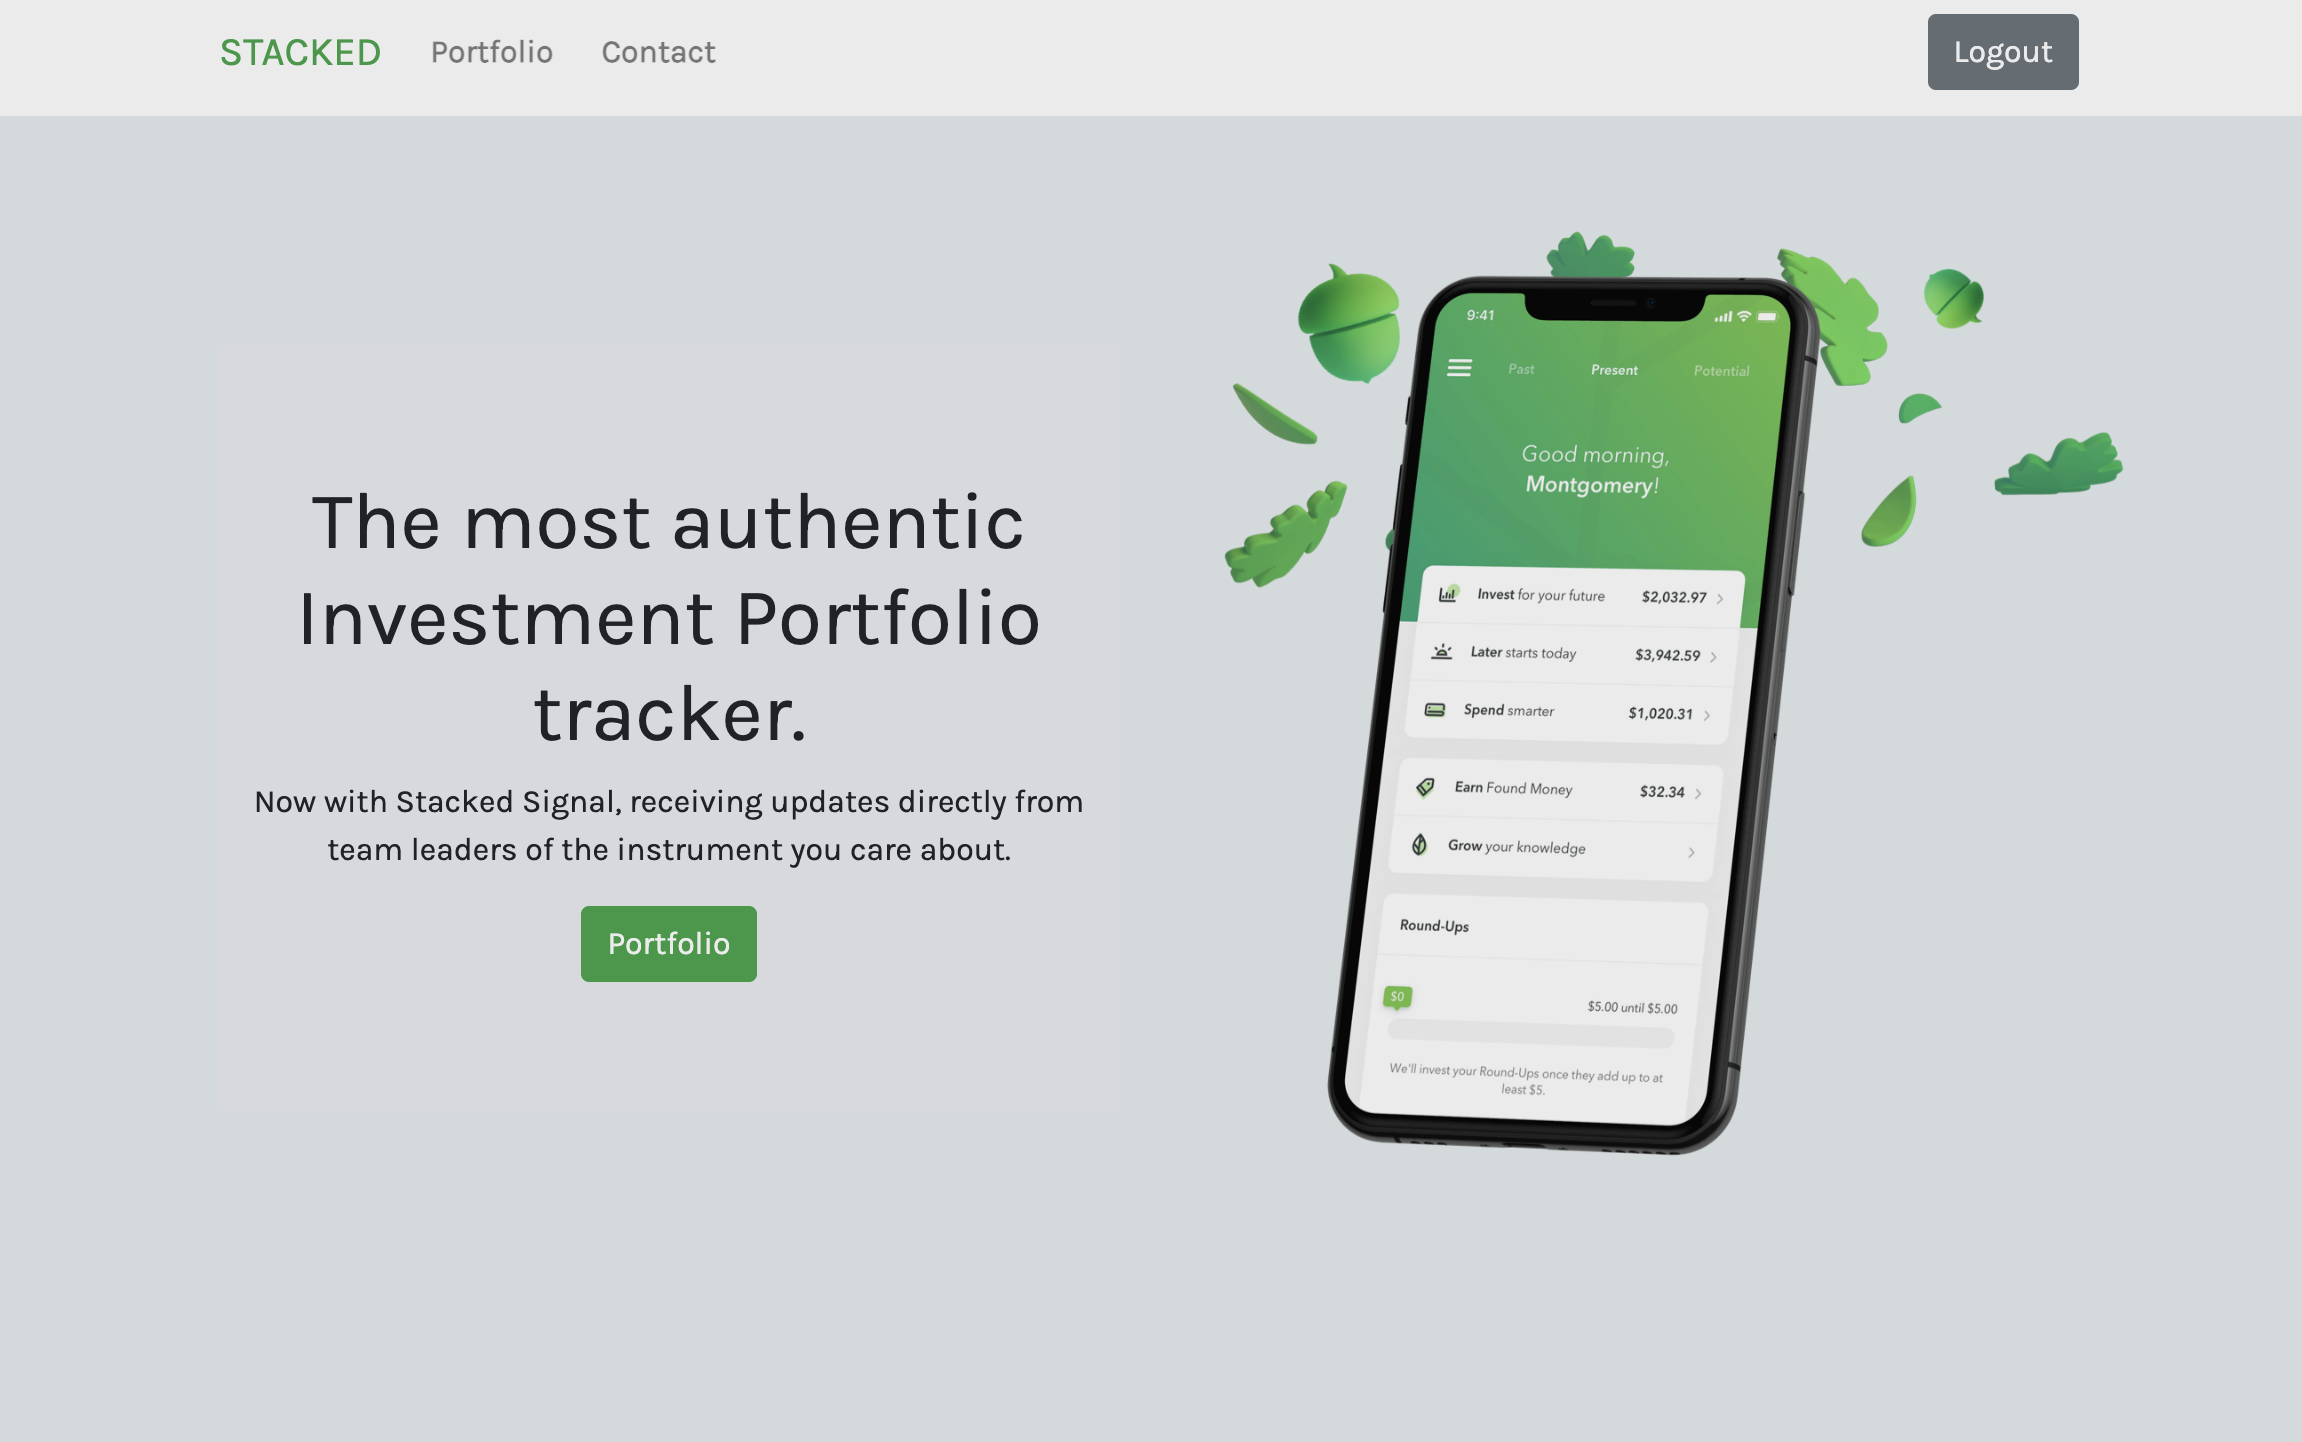 STACKED
Portfolio
Contact
Logout
The most authentic
Investment Portfolio
tracker.
Now with Stacked Signal, receiving updates directly from
team leaders of the instrument you care about.
Portfolio
9:41
Past
Present
Potential
Good morning,
Montgomery!
Invest for your future $2,032.97
Later starts today $3,942.59
Spend smarter $1,020.31
Earn Found Money $32.34
Grow your knowledge
Round-Ups
$0
$5.00 until $5.00
We'll invest your Round-Ups once they add up to at
least $5.